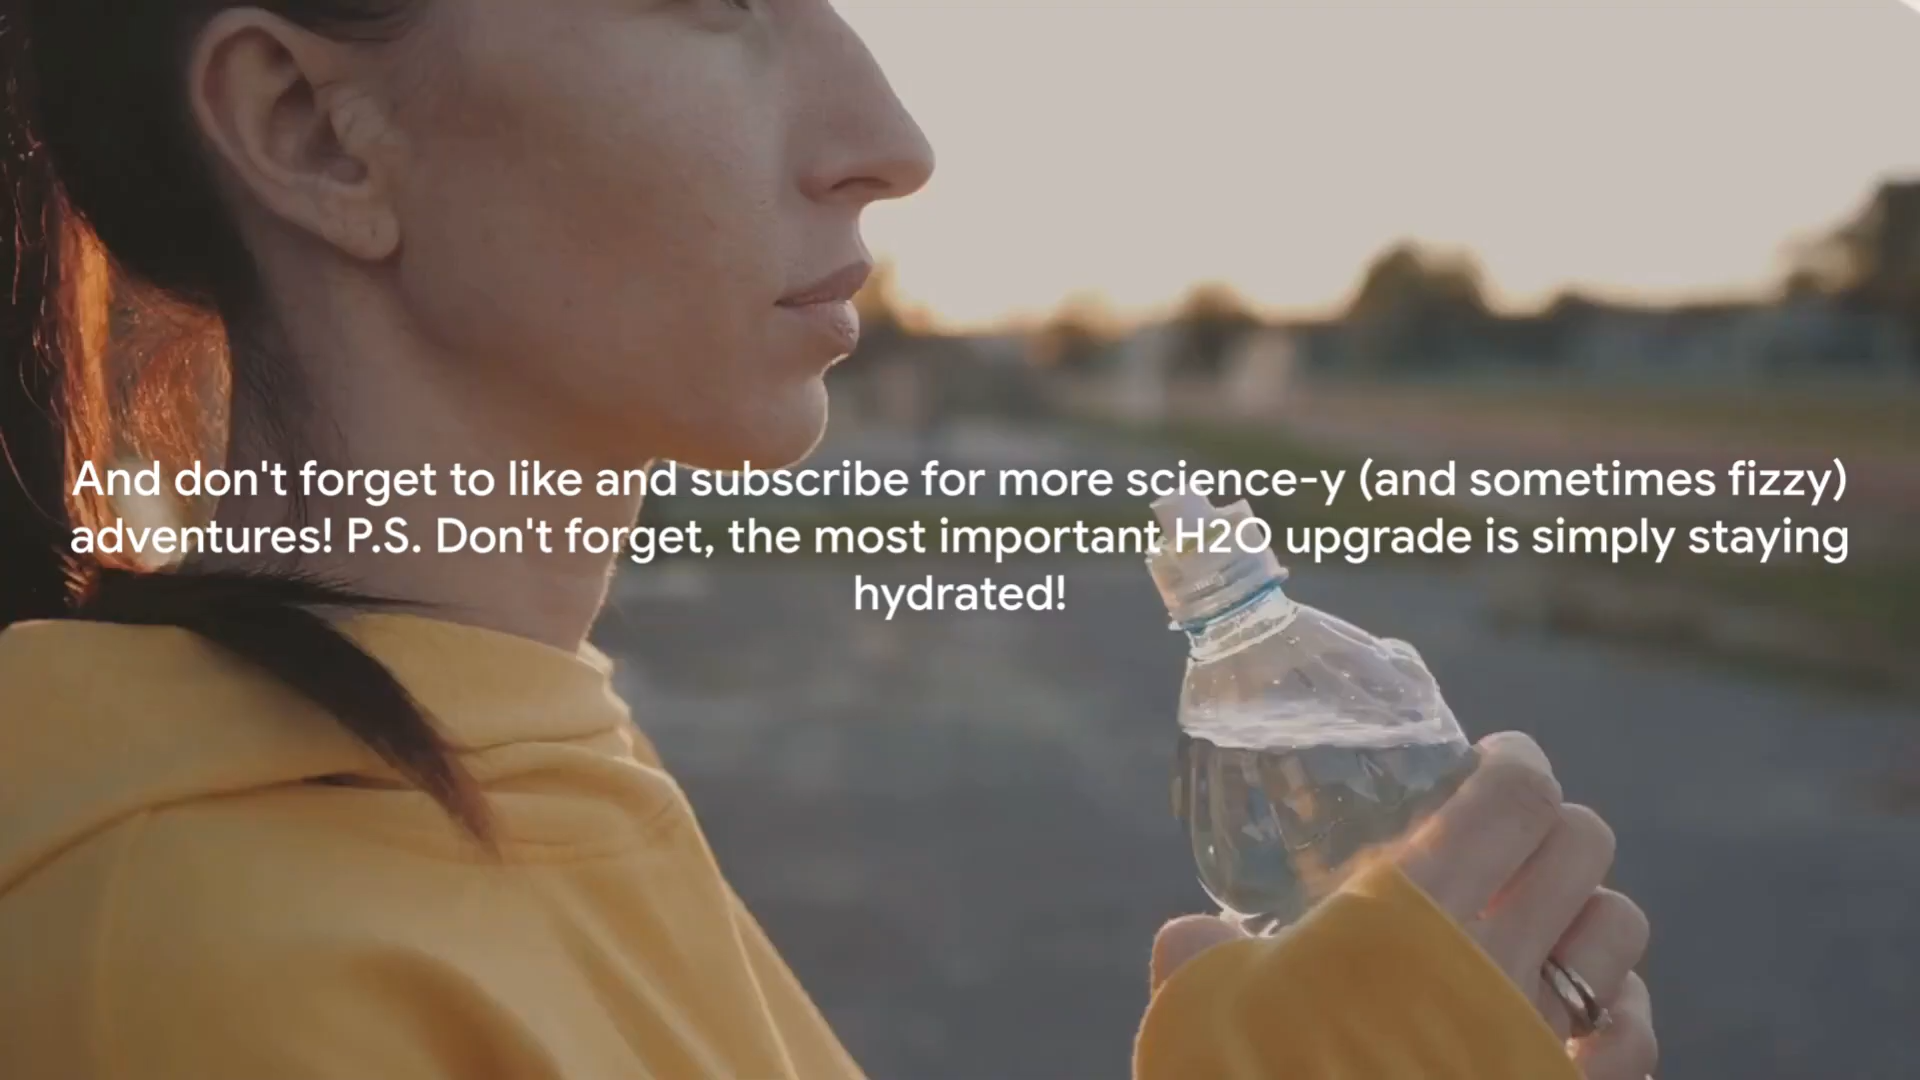 And don't forget to like and subscribe for more science-y (and sometimes fizzy)
adventures! P.S. Don't forget, the most important H2O upgrade is simply staying
hydrated!